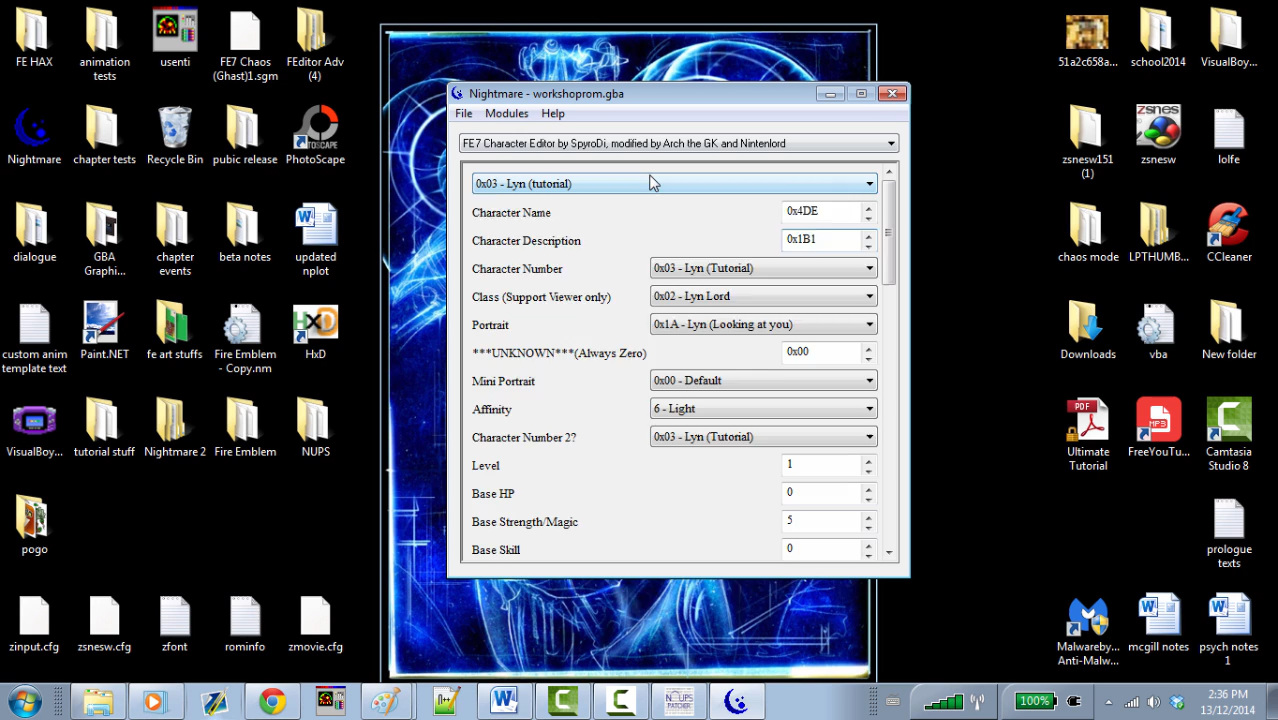 FE HAX
animation
tests
usenti
FE7 Chaos
(Ghast)1.sgm
FEditor Adv
(4)
51a2c658a...
school2014
VisualBoy...
Nightmare - workshoprom.gba
File Modules Help
FE7 Character Editor by SpyroDi, modified by Arch the GK and Nintenlord
Nightmare
chapter tests
Recycle Bin
pubic release
PhotoScape
zsnesw151
(1)
zsnesw
lolfe
0x03 - Lyn (tutorial)
Character Name 0x4DE
Character Description 0x1B1
Character Number 0x03 - Lyn (Tutorial)
Class (Support Viewer only) 0x02 - Lyn Lord
Portrait 0x1A - Lyn (Looking at you)
***UNKNOWN***(Always Zero) 0x00
Mini Portrait 0x00 - Default
Affinity 6 - Light
Character Number 2? 0x03 - Lyn (Tutorial)
Level 1
Base HP 0
Base Strength/Magic 5
Base Skill 0
dialogue
GBA
Graphi...
chapter
events
beta notes
updated
nplot
chaos mode
LPTHUMB...
CCleaner
custom anim
template text
Paint.NET
fe art stuffs
Fire Emblem
- Copy.nm
HxD
Downloads
vba
New folder
VisualBoy...
tutorial stuff
Nightmare 2
Fire Emblem
NUPS
PDF
Ultimate
Tutorial
MP3
FreeYouTu...
Camtasia
Studio 8
pogo
prologue
texts
zinput.cfg
zsnesw.cfg
zfont
rominfo
zmovie.cfg
Malwareby...
Anti-Malw...
mcgill notes
psych notes
1
NUPS
PATCHER
100%
2:36 PM
13/12/2014